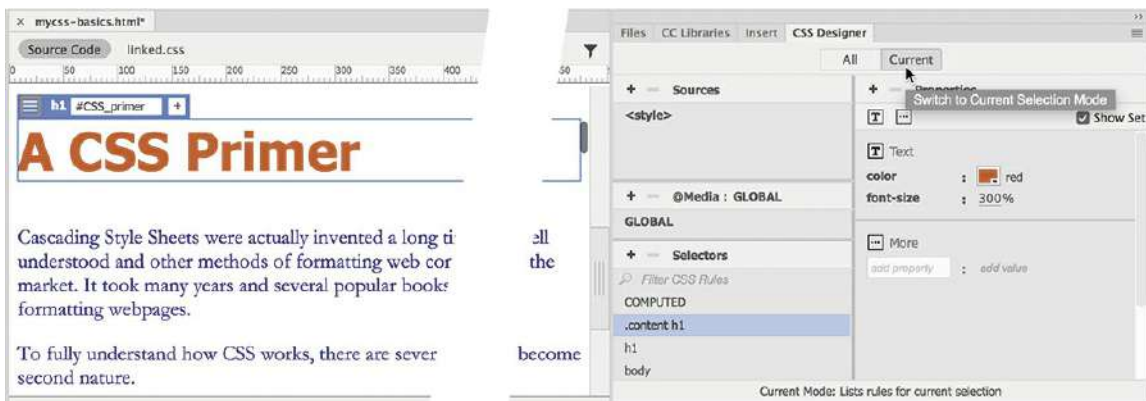 × mycss-basics.html*
Source Code linked.css
0 50 100 150 200 250 300 350 400 50
h1 #CSS_primer +
A CSS Primer
Cascading Style Sheets were actually invented a long ti ell
understood and other methods of formatting web cor the
market. It took many years and several popular books
formatting webpages.
To fully understand how CSS works, there are sever become
second nature.
Files CC Libraries Insert CSS Designer
All Current
+ − Sources
<style>
+ − @Media : GLOBAL
GLOBAL
+ − Selectors
Filter CSS Rules
COMPUTED
.content h1
h1
body
+ − Properties
Switch to Current Selection Mode
T Show Set
T Text
color : red
font-size : 300%
More
add property : add value
Current Mode: Lists rules for current selection